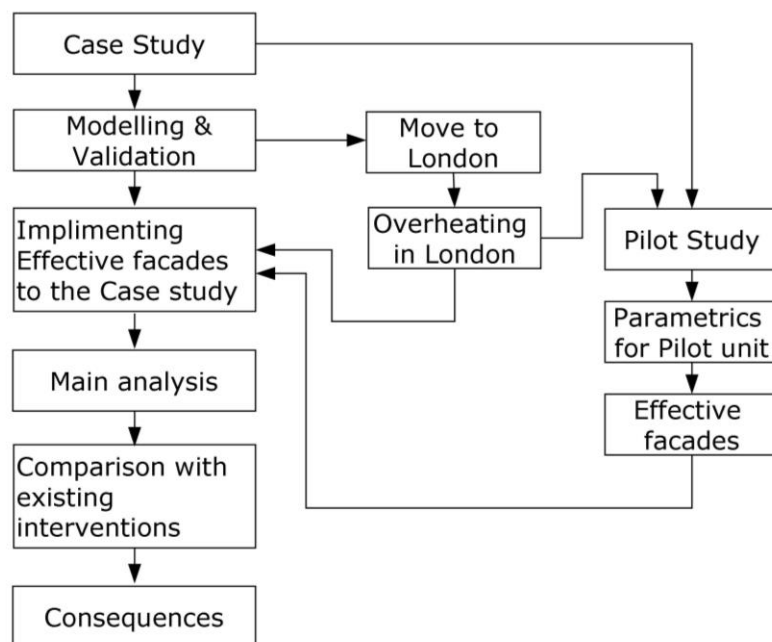 Case Study
Modelling &
Validation
Move to
London
Implimenting
Effective facades
to the Case study
Overheating
in London
Pilot Study
Parametrics
for Pilot unit
Main analysis
Effective
facades
Comparison with
existing
interventions
Consequences